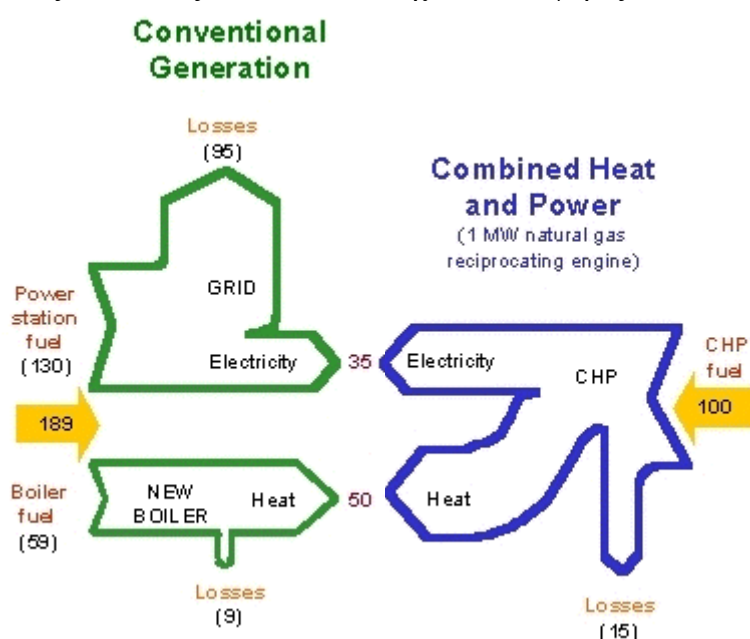 Conventional
Generation
Losses
(95)
Combined Heat
and Power
(1 MW natural gas
reciprocating engine)
GRID
Power
station
fuel
(130)
Electricity
35
Electricity
CHP
CHP
fuel
100
189
Boiler
fuel
(59)
NEW
BOILER
Heat
50
Heat
Losses
(9)
Losses
(15)